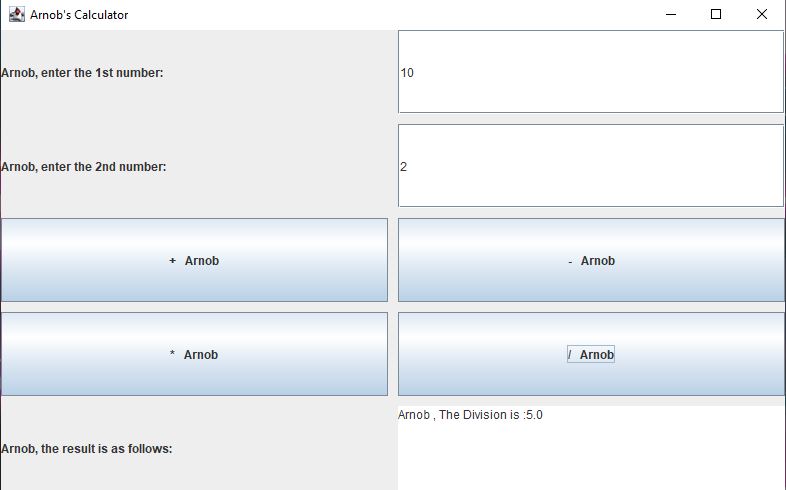 Arnob's Calculator
Arnob, enter the 1st number:
10
Arnob, enter the 2nd number:
2
+ Arnob
- Arnob
* Arnob
/ Arnob
Arnob, the result is as follows:
Arnob , The Division is :5.0